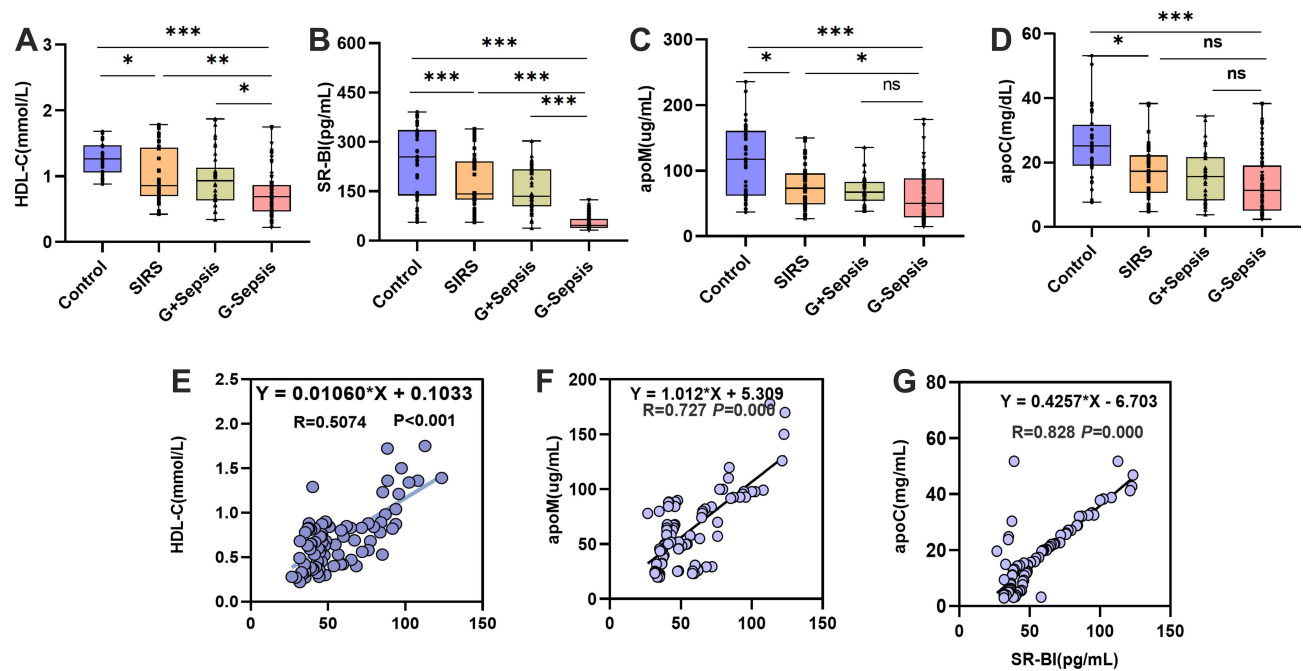 A
HDL-C(mmol/L)
3
2
1
0
***
*
**
*
Control
SIRS
G+Sepsis
G-Sepsis
B
SR-BI(pg/mL)
600
450
300
150
0
***
***
***
***
Control
SIRS
G+Sepsis
G-Sepsis
C
apoM(ug/mL)
300
200
100
0
***
*
*
ns
Control
SIRS
G+Sepsis
G-Sepsis
D
apoC(mg/dL)
60
40
20
0
***
*
ns
ns
Control
SIRS
G+Sepsis
G-Sepsis
E
HDL-C(mmol/L)
2.5
2.0
1.5
1.0
0.5
0.0
Y = 0.01060*X + 0.1033
R=0.5074 P<0.001
0 50 100 150
F
apoM(ug/mL)
200
150
100
50
0
Y = 1.012*X + 5.309
R=0.727 P=0.000
0 50 100 150
G
apoC(mg/mL)
80
60
40
20
0
Y = 0.4257*X - 6.703
R=0.828 P=0.000
0 50 100 150
SR-BI(pg/mL)